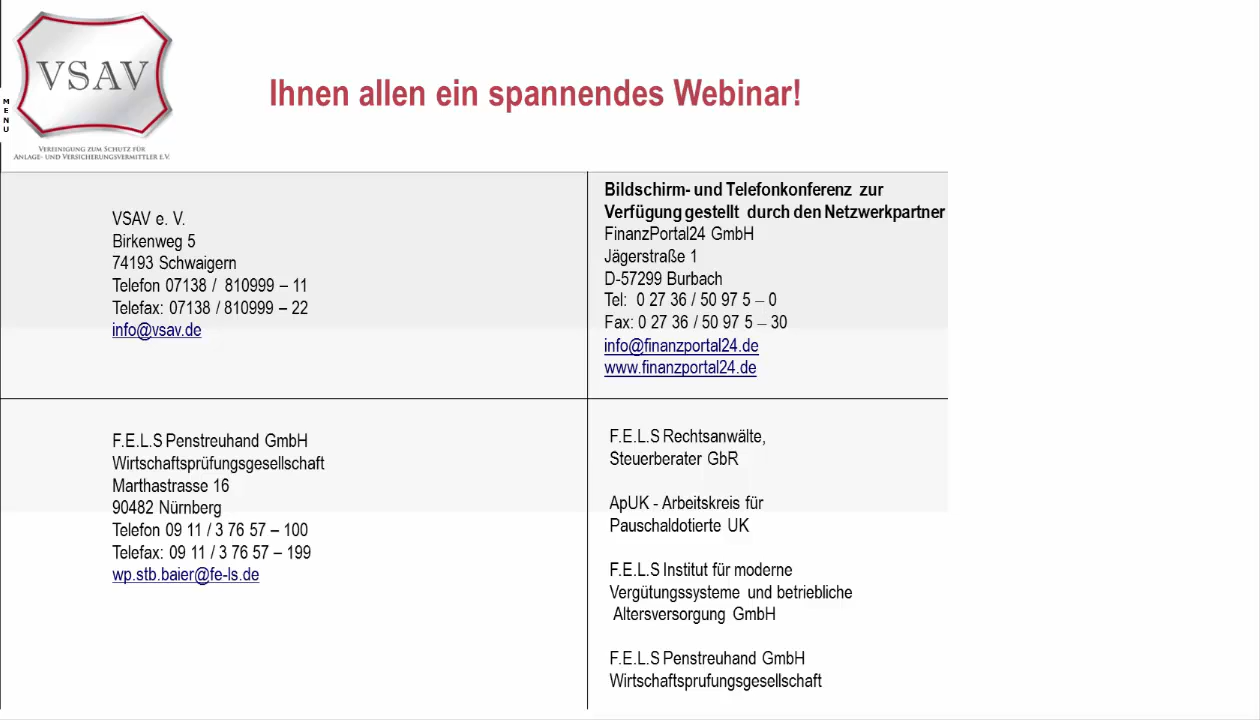 VSAV
VEREINIGUNG ZUM SCHUTZ FÜR
ANLAGE- UND VERSICHERUNGSVERMITTLER E.V.
MENU
Ihnen allen ein spannendes Webinar!
VSAV e. V.
Birkenweg 5
74193 Schwaigern
Telefon 07138 / 810999 – 11
Telefax: 07138 / 810999 – 22
info@vsav.de
Bildschirm- und Telefonkonferenz zur
Verfügung gestellt durch den Netzwerkpartner
FinanzPortal24 GmbH
Jägerstraße 1
D-57299 Burbach
Tel: 0 27 36 / 50 97 5 – 0
Fax: 0 27 36 / 50 97 5 – 30
info@finanzportal24.de
www.finanzportal24.de
F.E.L.S Penstreuhand GmbH
Wirtschaftsprüfungsgesellschaft
Marthastrasse 16
90482 Nürnberg
Telefon 09 11 / 3 76 57 – 100
Telefax: 09 11 / 3 76 57 – 199
wp.stb.baier@fe-ls.de
F.E.L.S Rechtsanwälte,
Steuerberater GbR
ApUK - Arbeitskreis für
Pauschaldotierte UK
F.E.L.S Institut für moderne
Vergütungssysteme und betriebliche
Altersversorgung GmbH
F.E.L.S Penstreuhand GmbH
Wirtschaftsprufungsgesellschaft